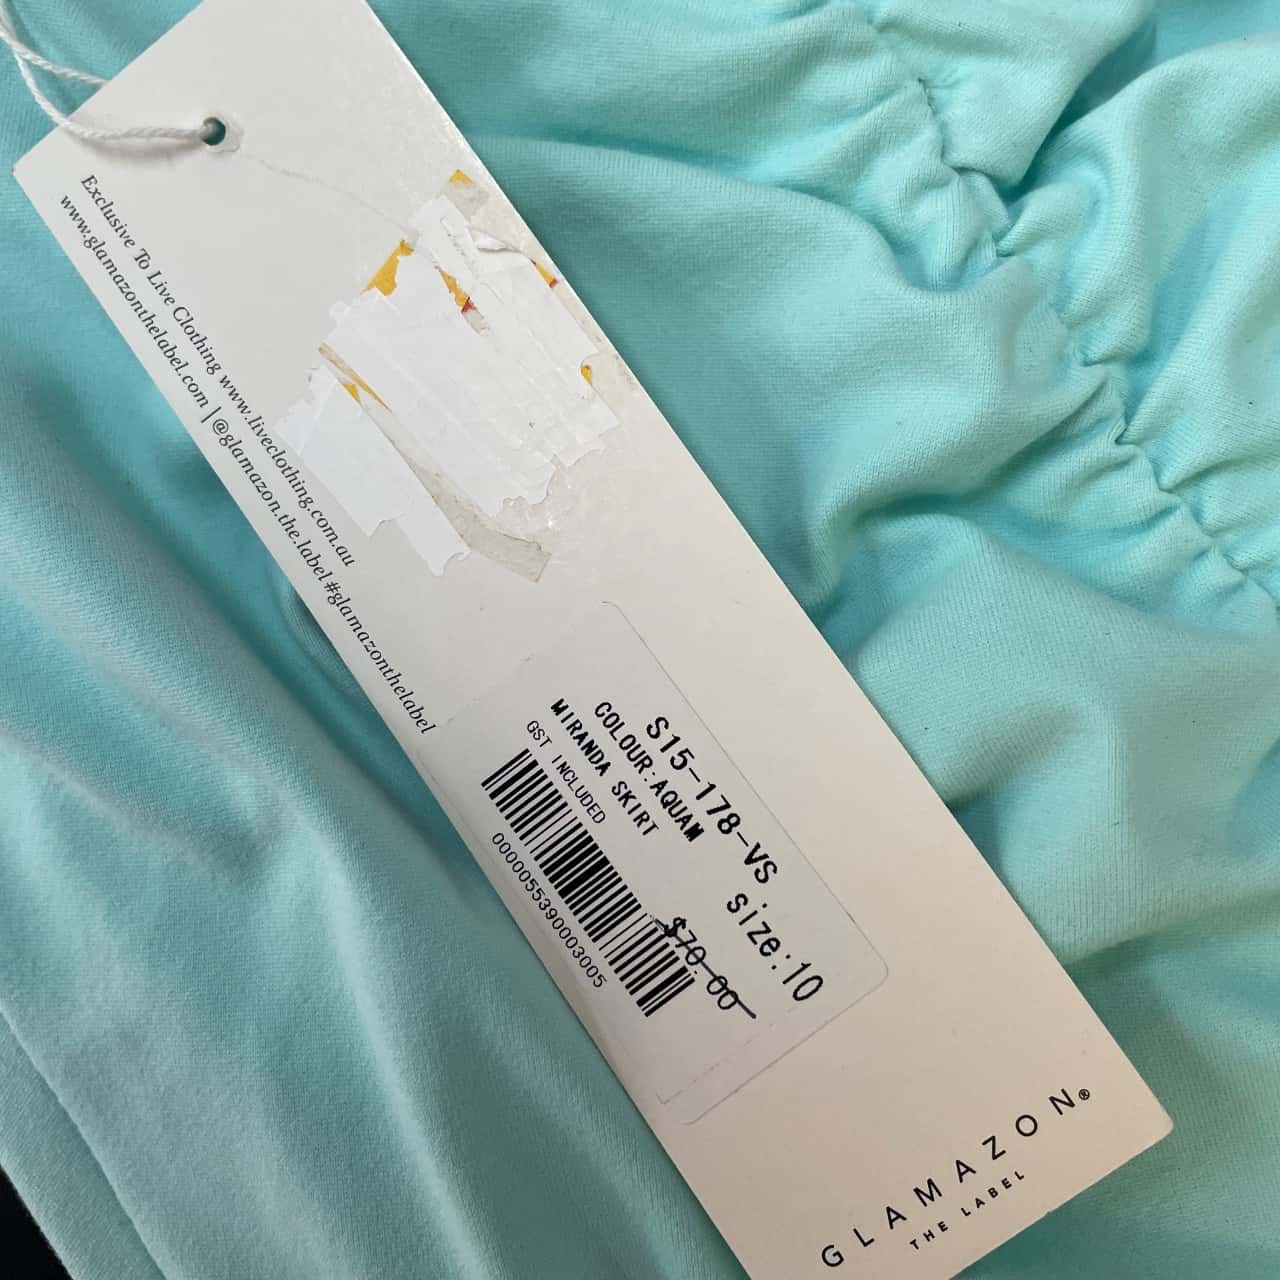 Exclusive To Live Clothing www.liveclothing.com.au
www.glamazonthelabel.com | @glamazon.the.label #glamazonthelabel
S15-178-VS size:10
COLOUR:AQUAM
MIRANDA SKIRT
GST INCLUDED
$70.00
0000055390003005
GLAMAZON®
THE LABEL